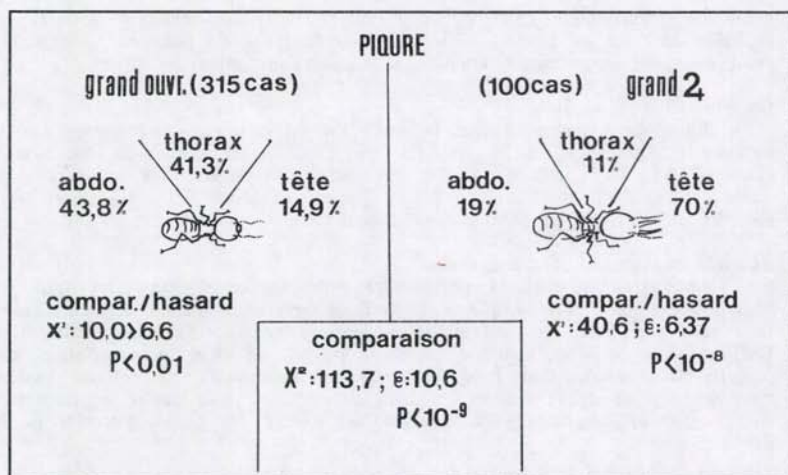 PIQURE
grand ouvr. (315 cas)
thorax
41,3%
abdo.
43,8%
tête
14,9%
compar./hasard
X':10,0>6,6
P<0,01
(100cas) grand 2
thorax
11%
abdo.
19%
tête
70%
compar./hasard
X':40,6 ; ε:6,37
P<10⁻⁸
comparaison
X²:113,7 ; ε:10,6
P<10⁻⁹